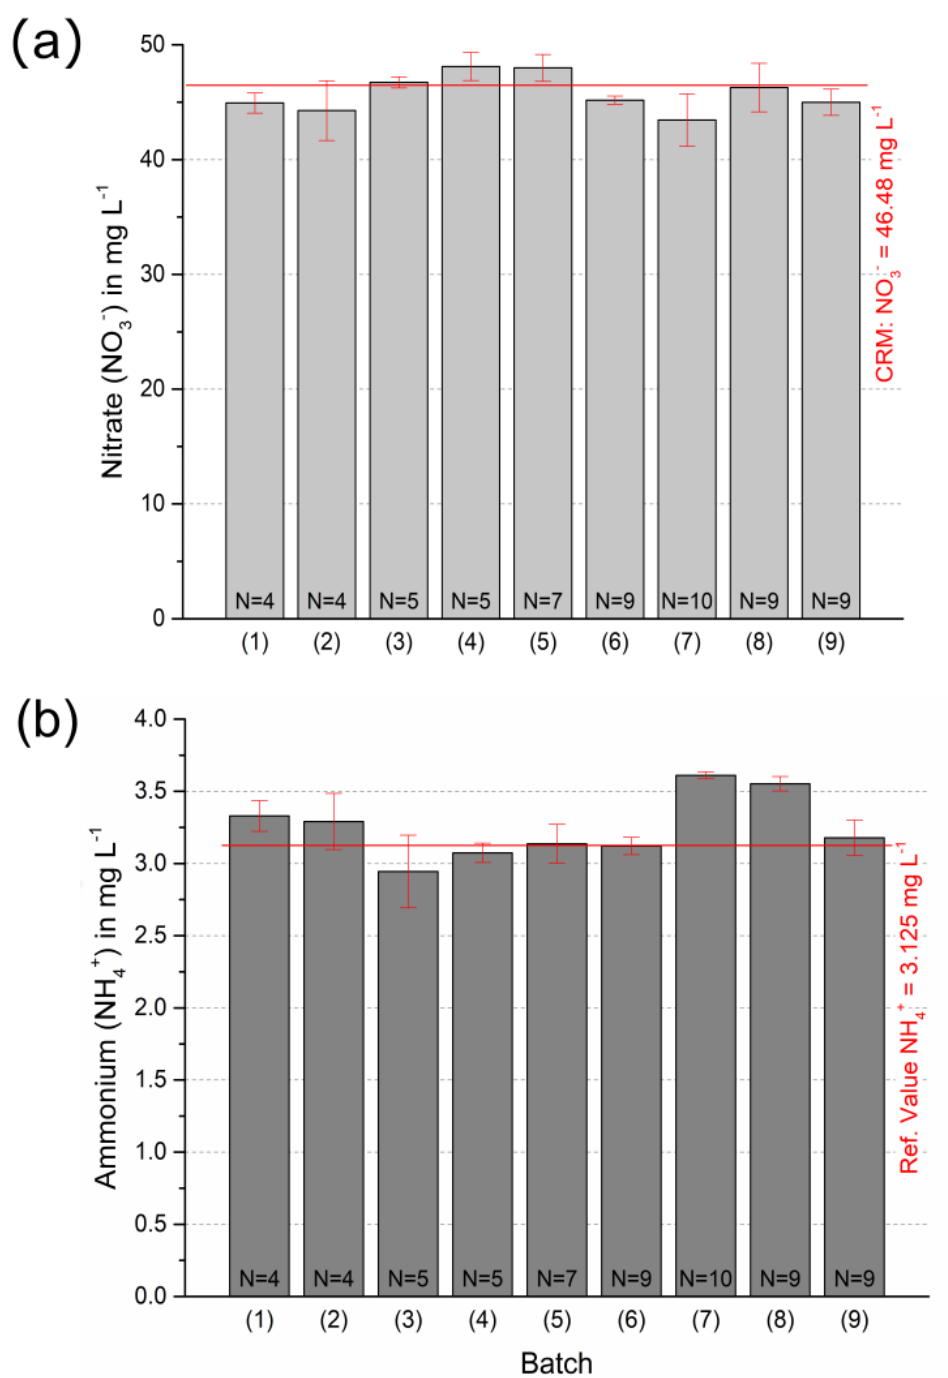 (a)
Nitrate (NO₃⁻) in mg L⁻¹
50
40
30
20
10
0
N=4 N=4 N=5 N=5 N=7 N=9 N=10 N=9 N=9
(1) (2) (3) (4) (5) (6) (7) (8) (9)
CRM: NO₃⁻ = 46.48 mg L⁻¹
(b)
Ammonium (NH₄⁺) in mg L⁻¹
4.0
3.5
3.0
2.5
2.0
1.5
1.0
0.5
0.0
N=4 N=4 N=5 N=5 N=7 N=9 N=10 N=9 N=9
(1) (2) (3) (4) (5) (6) (7) (8) (9)
Ref. Value NH₄⁺ = 3.125 mg L⁻¹
Batch